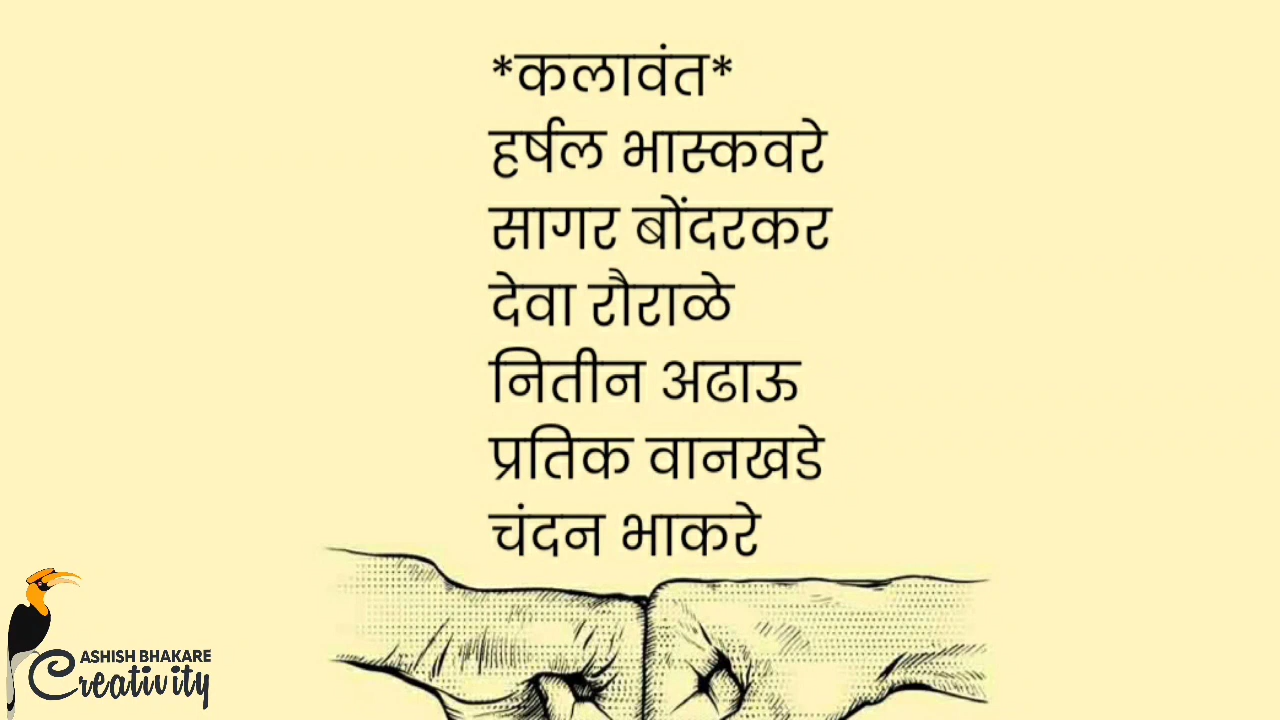 *कलावंत*
हर्षल भास्कवरे
सागर बोंदरकर
देवा रौराळे
नितीन अढाऊ
प्रतिक वानखडे
चंदन भाकरे
ASHISH BHAKARE
Creativity